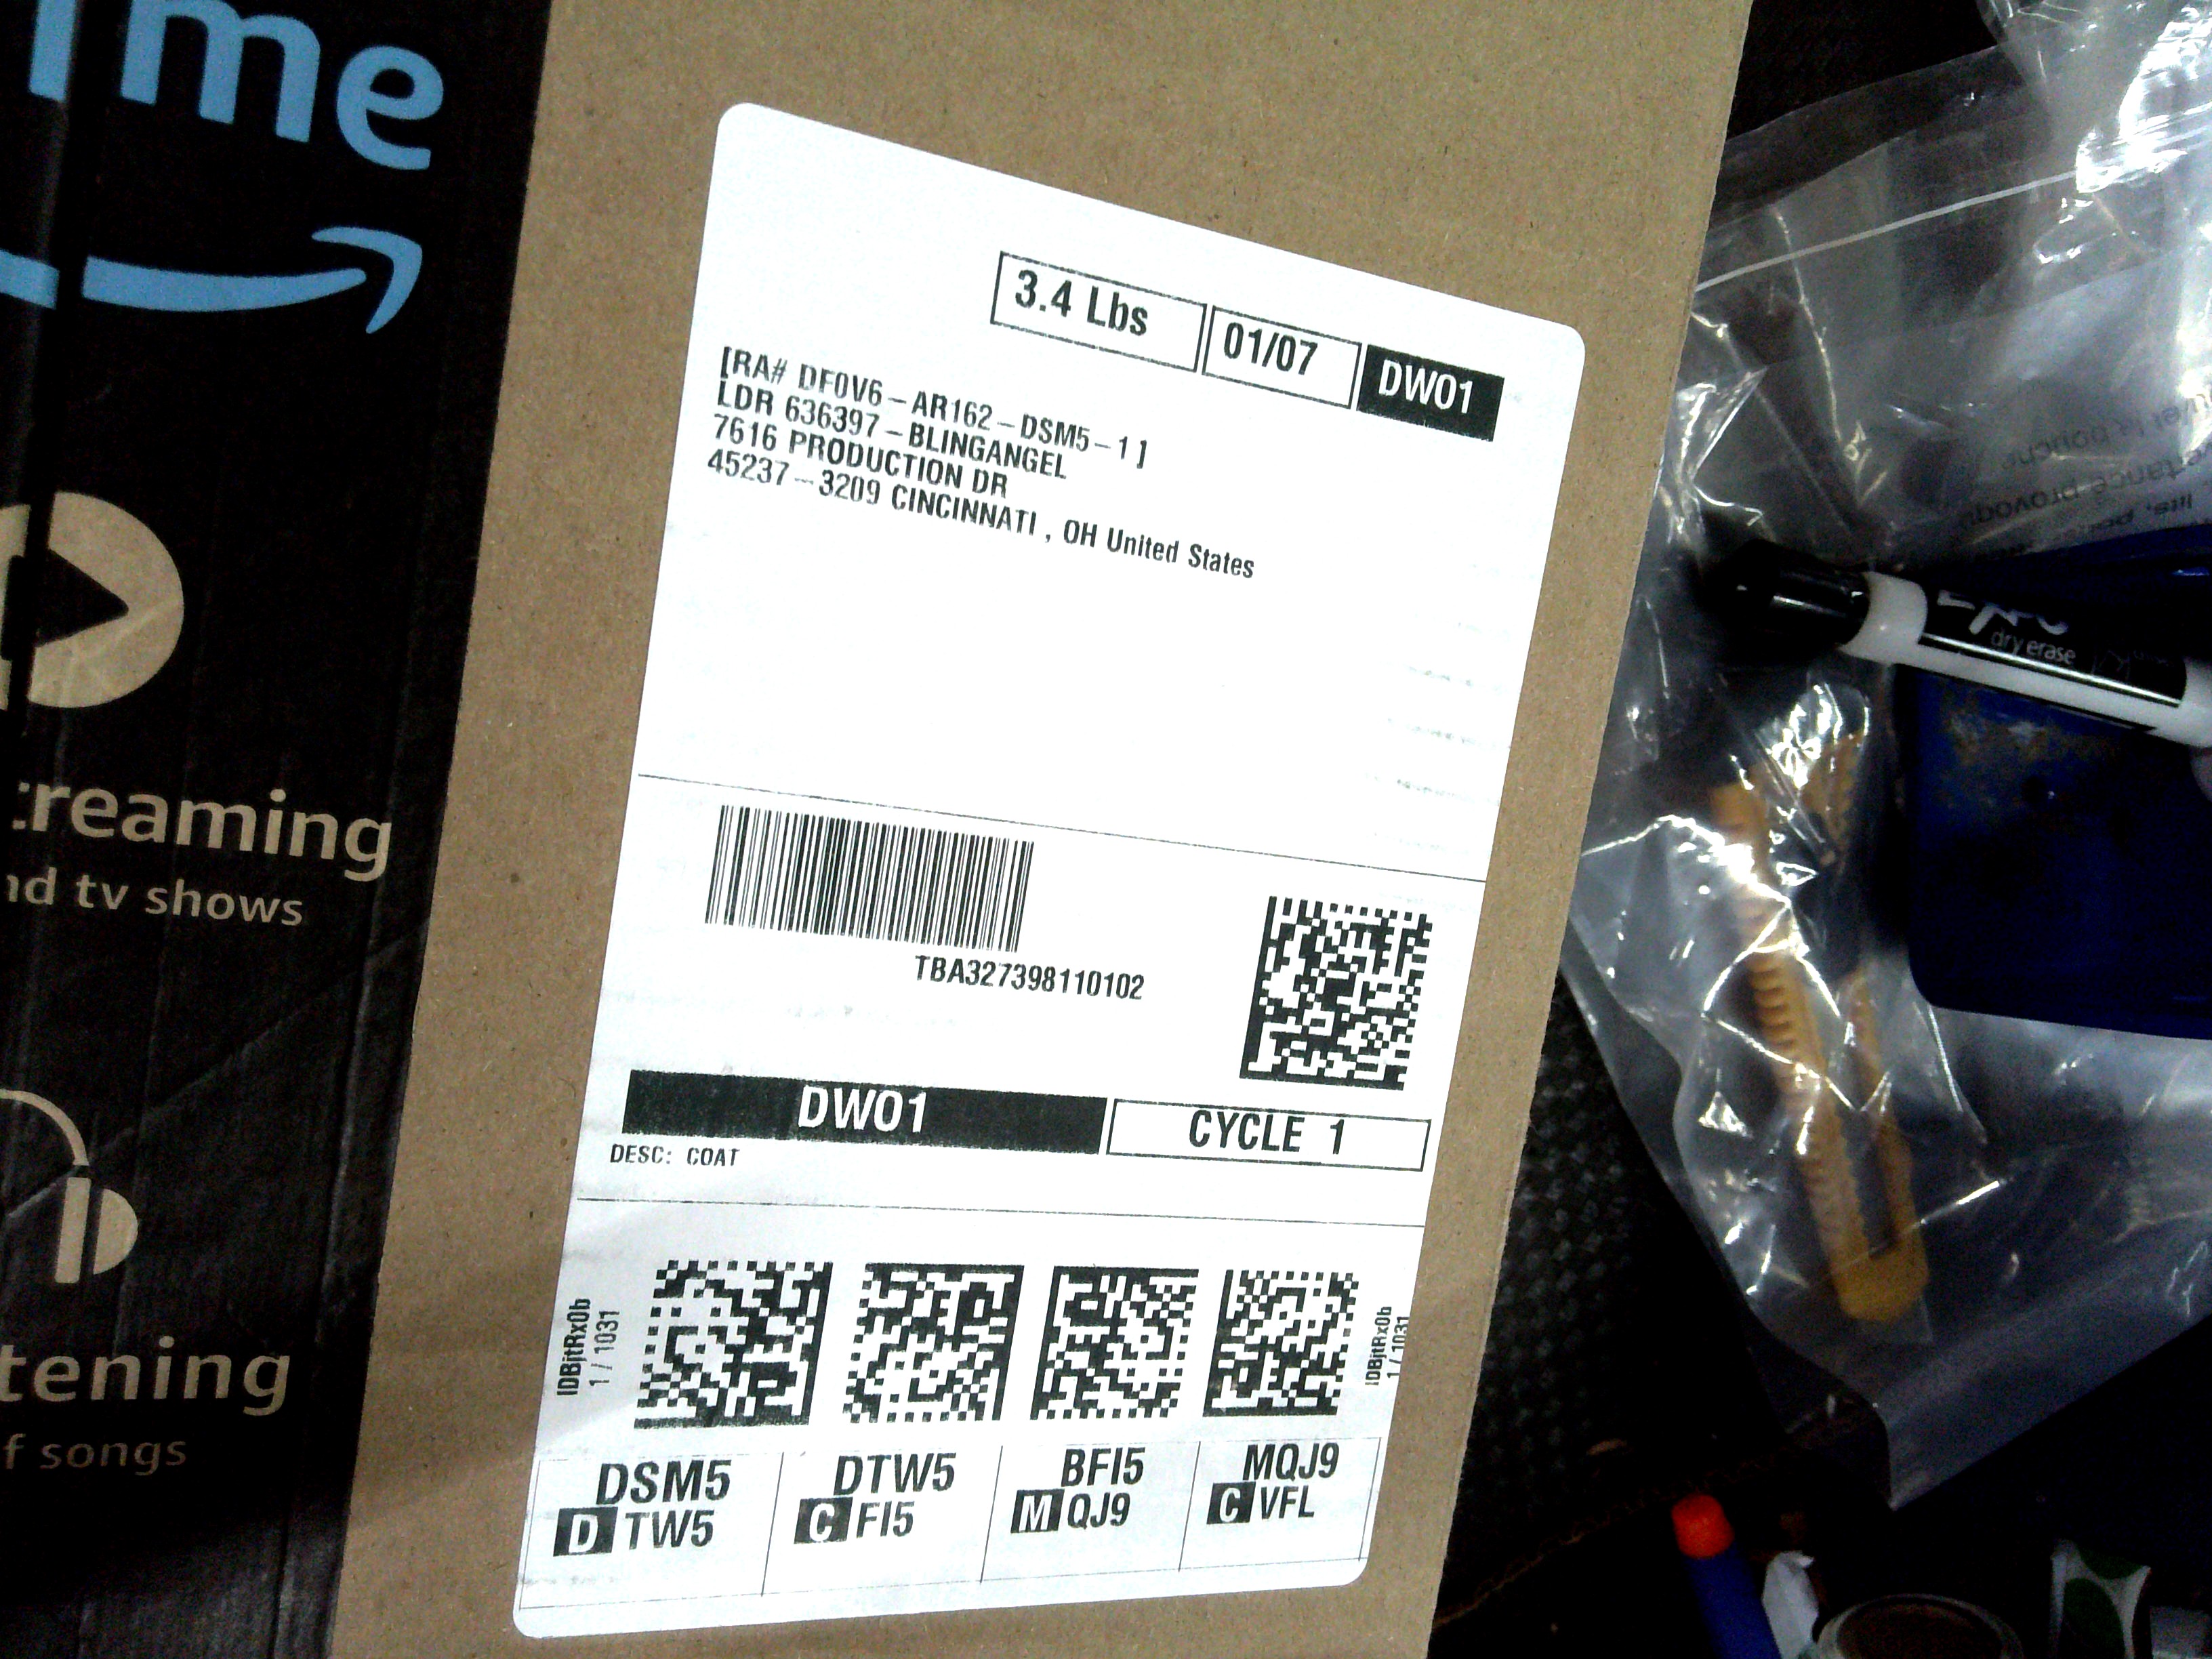 me
3.4 Lbs
01/07
DW01
[RA# DF0V6-AR162-DSM5-1]
LDR 636397-BLINGANGEL
7616 PRODUCTION DR
45237-3209 CINCINNATI, OH United States
TBA327398110102
DW01
CYCLE 1
DESC: COAT
IDBjtRx0b
1 / 1031
IDBjtRx0b
1 / 1031
DSM5
D TW5
DTW5
C FI5
BFI5
M QJ9
MQJ9
C VFL
treaming
nd tv shows
tening
f songs
dry erase